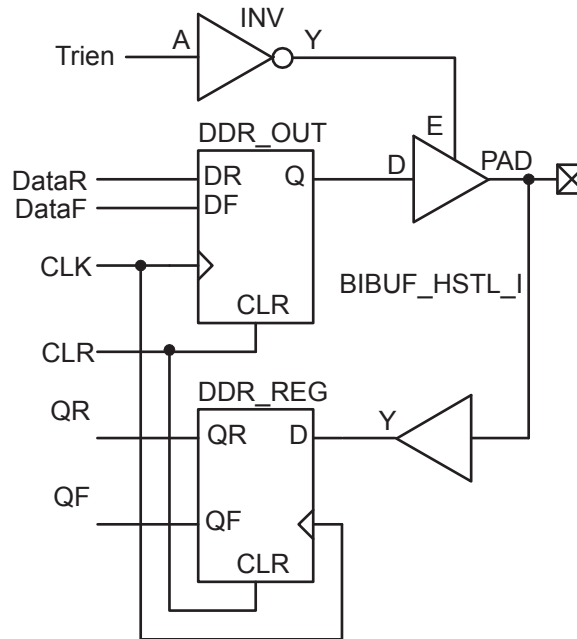 INV
Trien
A
Y
DDR_OUT
E
D
PAD
DataR
DR
Q
DataF
DF
CLK
BIBUF_HSTL_I
CLR
CLR
DDR_REG
QR
QR
D
Y
QF
QF
CLR